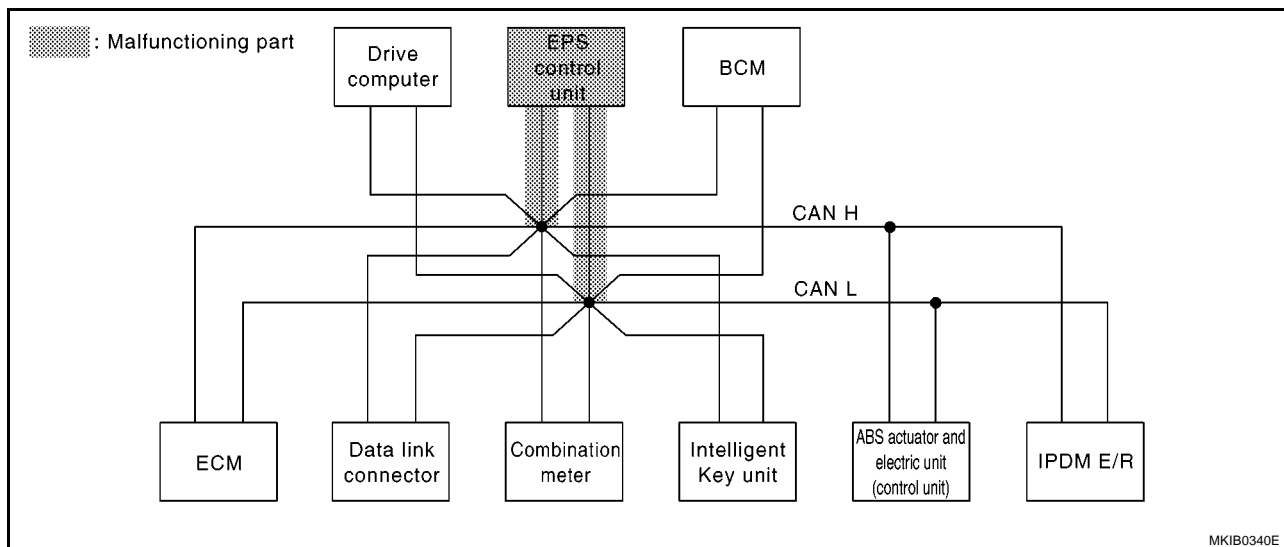 : Malfunctioning part
Drive
computer
EPS
control
unit
BCM
CAN H
CAN L
ECM
Data link
connector
Combination
meter
Intelligent
Key unit
ABS actuator and
electric unit
(control unit)
IPDM E/R
MKIB0340E